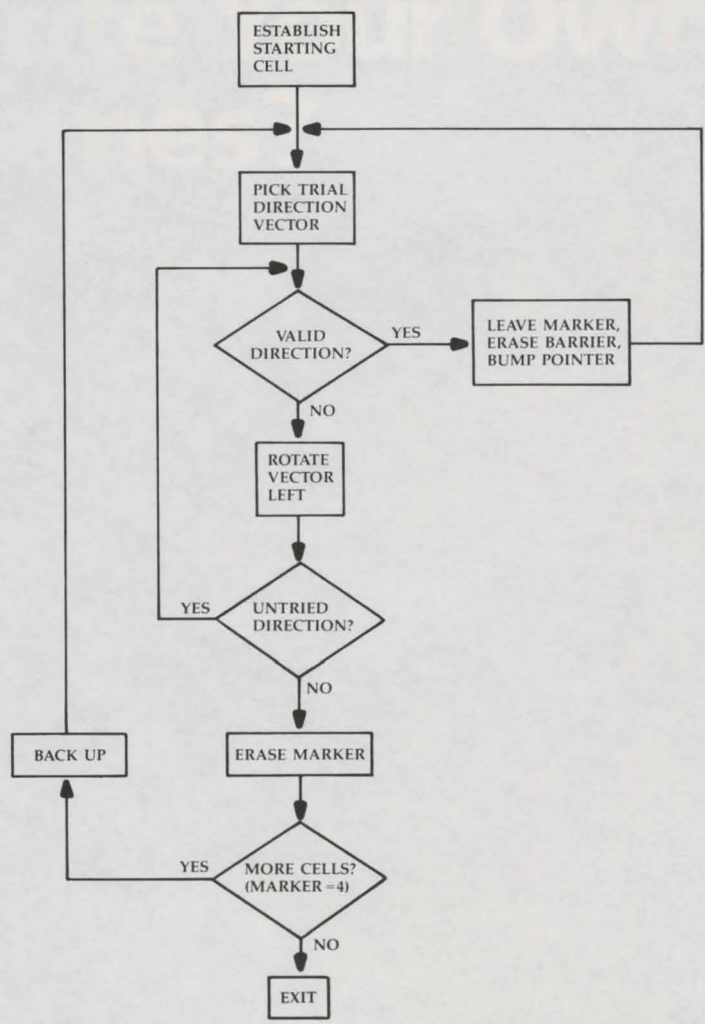 ESTABLISH
STARTING
CELL
PICK TRIAL
DIRECTION
VECTOR
VALID
DIRECTION?
YES
LEAVE MARKER,
ERASE BARRIER,
BUMP POINTER
NO
ROTATE
VECTOR
LEFT
YES
UNTRIED
DIRECTION?
NO
BACK UP
ERASE MARKER
YES
MORE CELLS?
(MARKER=4)
NO
EXIT